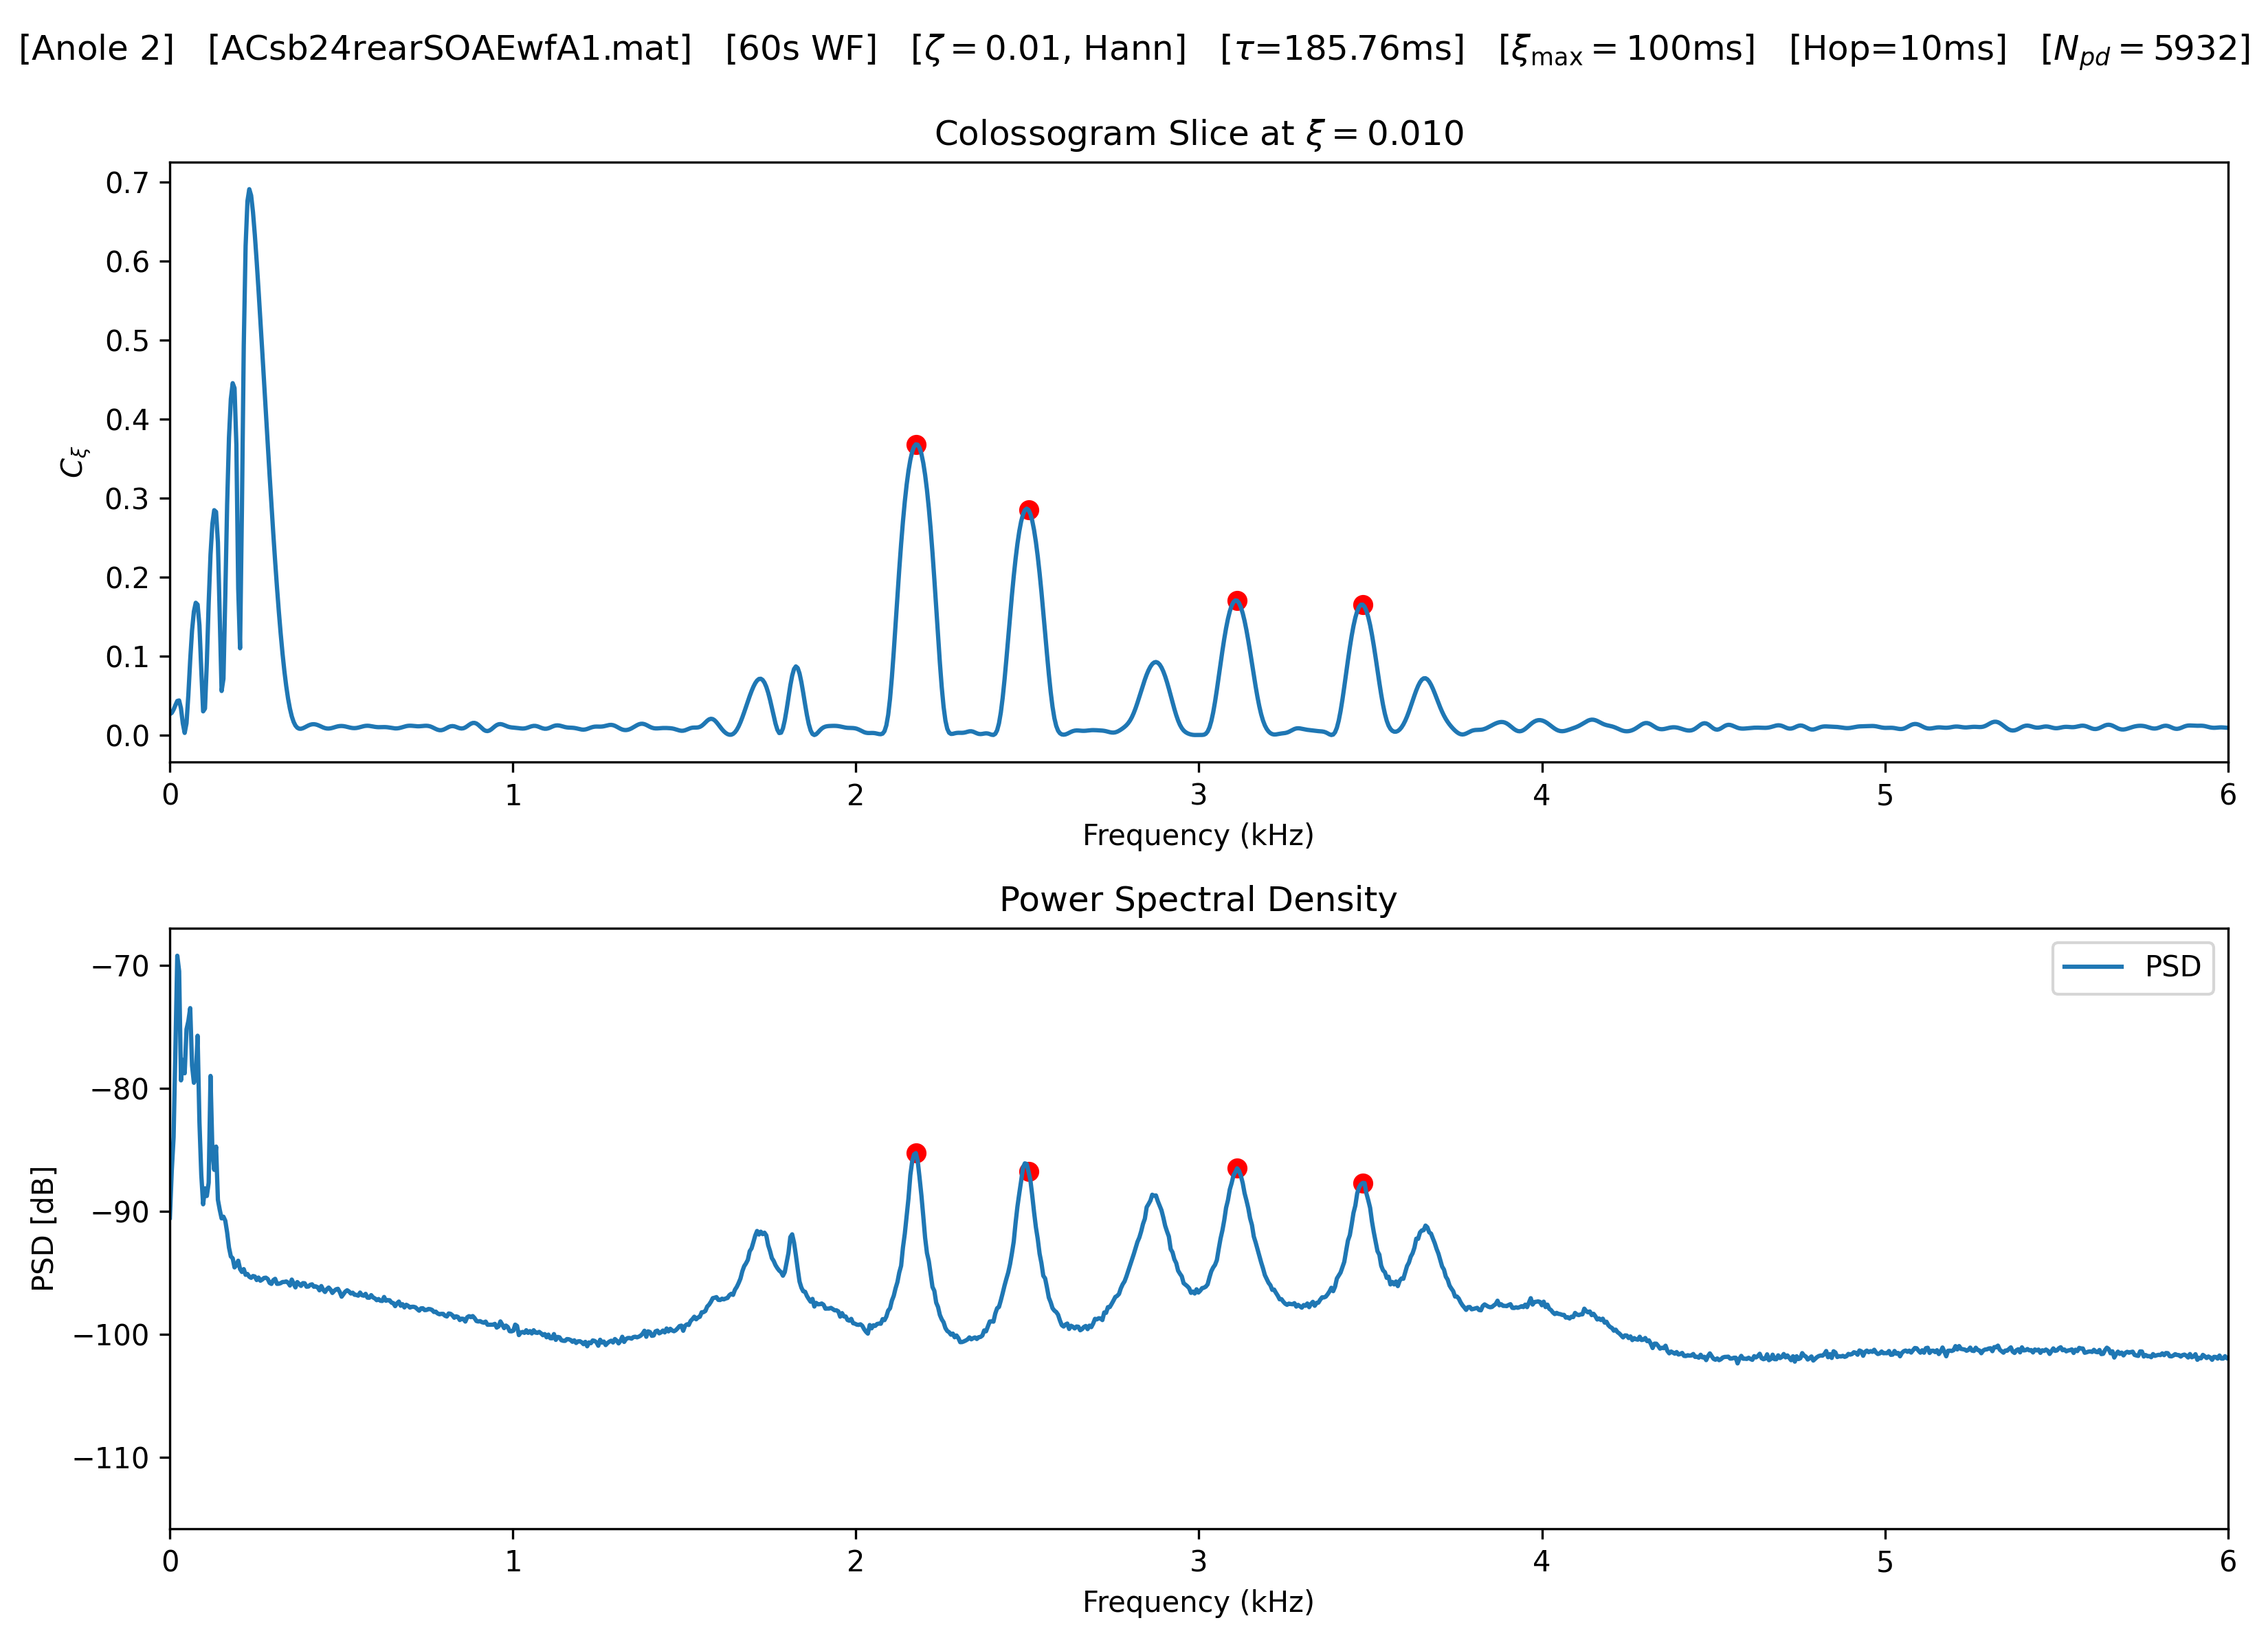 [Anole 2] [ACsb24rearSOAEwfA1.mat] [60s WF] [ζ = 0.01, Hann] [τ=185.76ms] [ξmax = 100ms] [Hop=10ms] [Npd = 5932]
Colossogram Slice at ξ = 0.010
0.7
0.6
0.5
0.4
0.3
0.2
0.1
0.0
Cξ
0 1 2 3 4 5 6
Frequency (kHz)
Power Spectral Density
PSD
−70
−80
−90
−100
−110
PSD [dB]
0 1 2 3 4 5 6
Frequency (kHz)